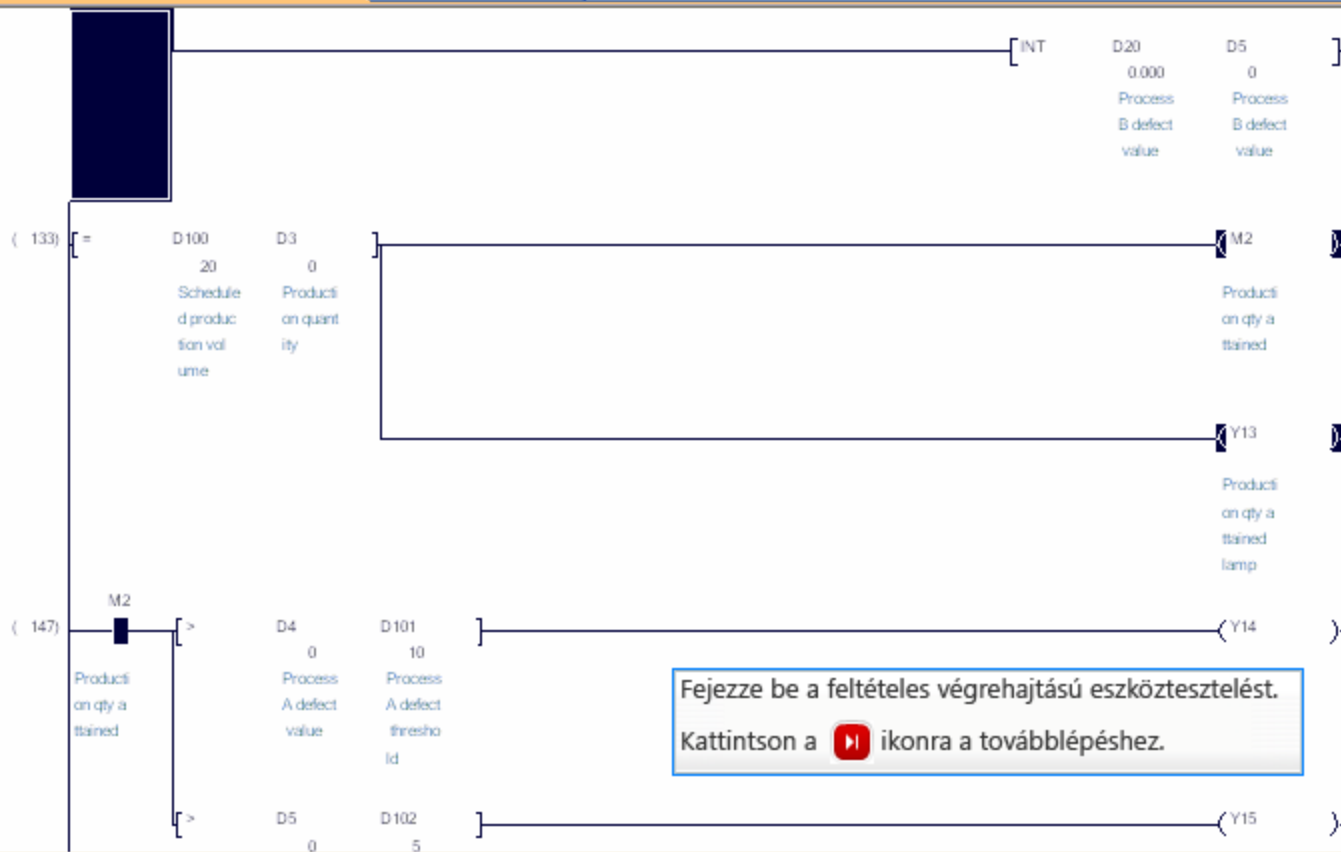 INT D20 D5
0.000 0
Process Process
B defect B defect
value value
( 133) = D100 D3 M2
20 0
Schedule Producti Producti
d produc on quant on qty a
tion vol ity ttained
ume
Y13
Producti
on qty a
ttained
lamp
M2
( 147) > D4 D101 Y14
0 10
Producti Process Process
on qty a A defect A defect
ttained value thresho
ld
Fejezze be a feltételes végrehajtású eszköztesztelést.
Kattintson a ikonra a továbblépéshez.
> D5 D102 Y15
0 5